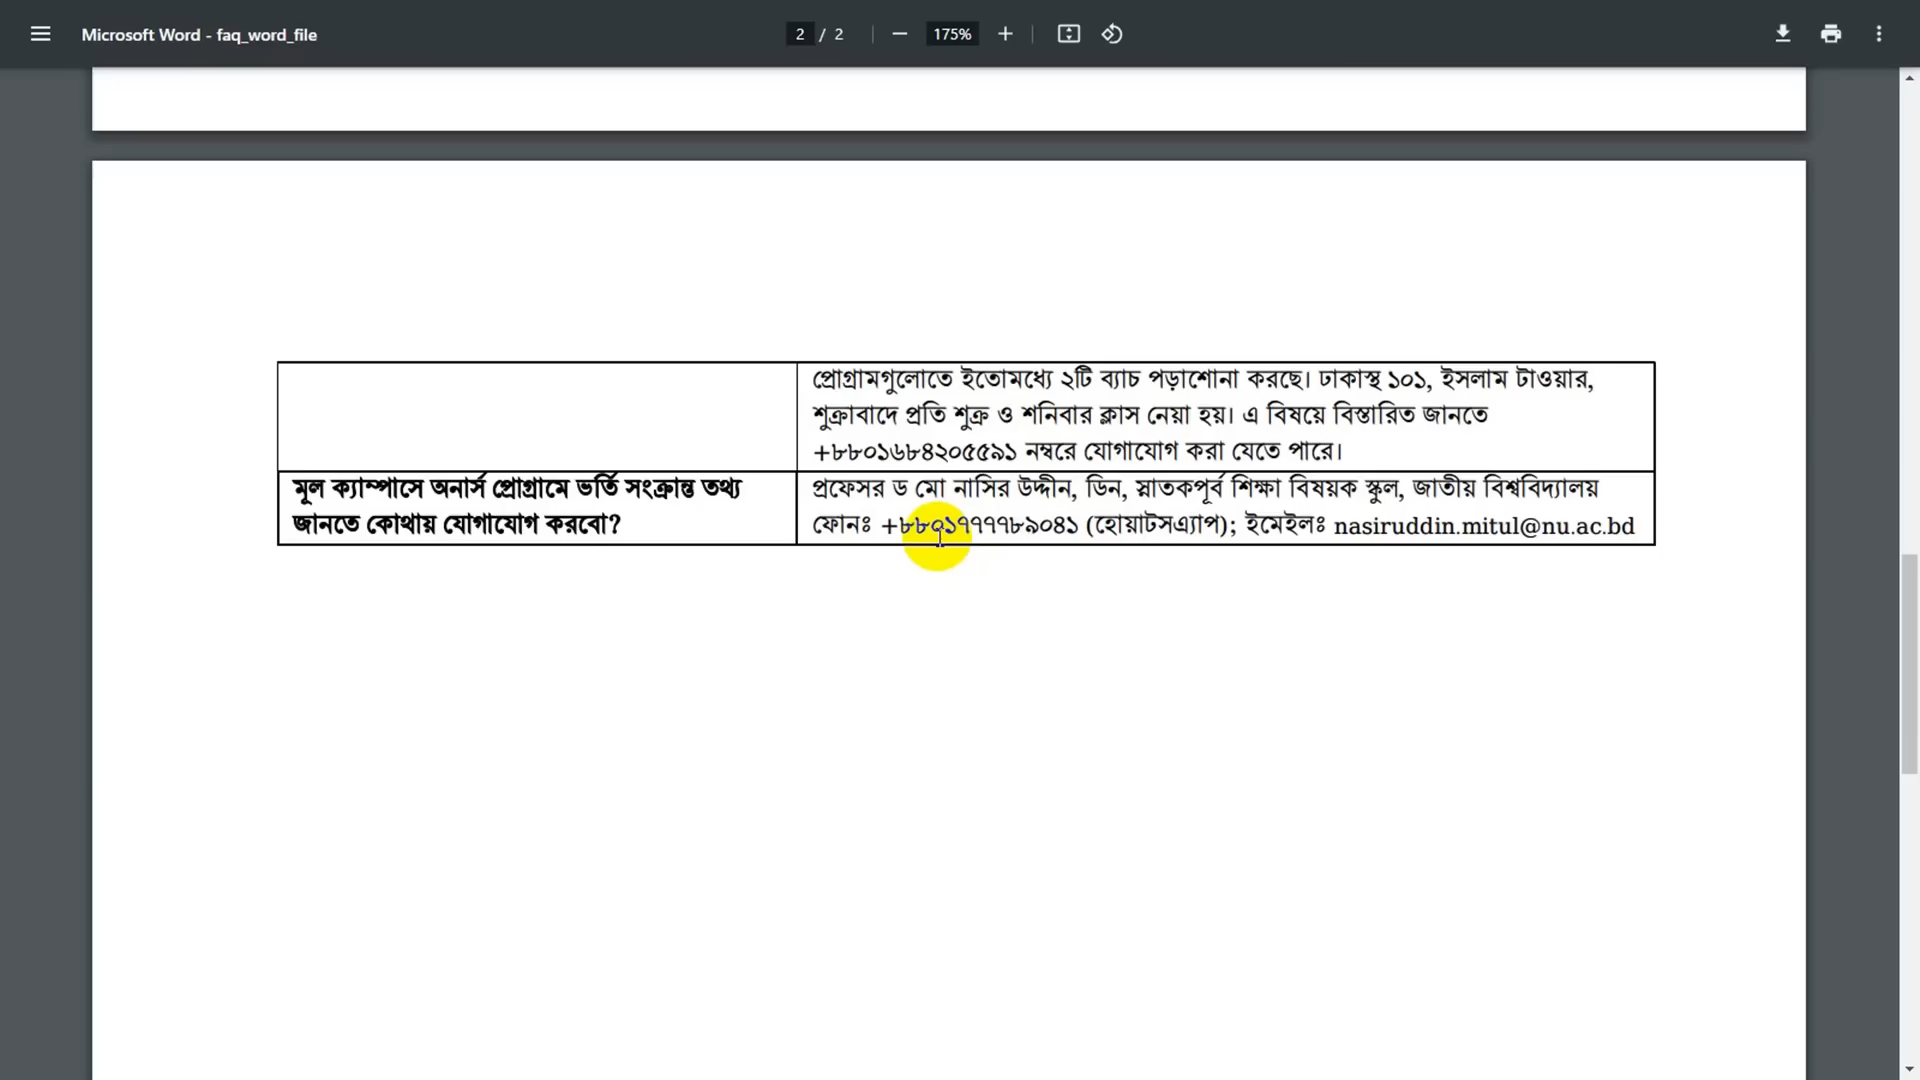 Microsoft Word - faq_word_file
2 / 2
175%
প্রোগ্রামগুলোতে ইতোমধ্যে ২টি ব্যাচ পড়াশোনা করছে। ঢাকাস্থ ১০১, ইসলাম টাওয়ার,
শুক্রাবাদে প্রতি শুক্র ও শনিবার ক্লাস নেয়া হয়। এ বিষয়ে বিস্তারিত জানতে
+৮৮০১৬৮৪২০৫৫৯১ নম্বরে যোগাযোগ করা যেতে পারে।
মূল ক্যাম্পাসে অনার্স প্রোগ্রামে ভর্তি সংক্রান্ত তথ্য
জানতে কোথায় যোগাযোগ করবো?
প্রফেসর ড মো নাসির উদ্দীন, ডিন, স্নাতকপূর্ব শিক্ষা বিষয়ক স্কুল, জাতীয় বিশ্ববিদ্যালয়
ফোনঃ +৮৮০১৭৭৭৭৮৯০৪১ (হোয়াটসএ্যাপ); ইমেইলঃ nasiruddin.mitul@nu.ac.bd